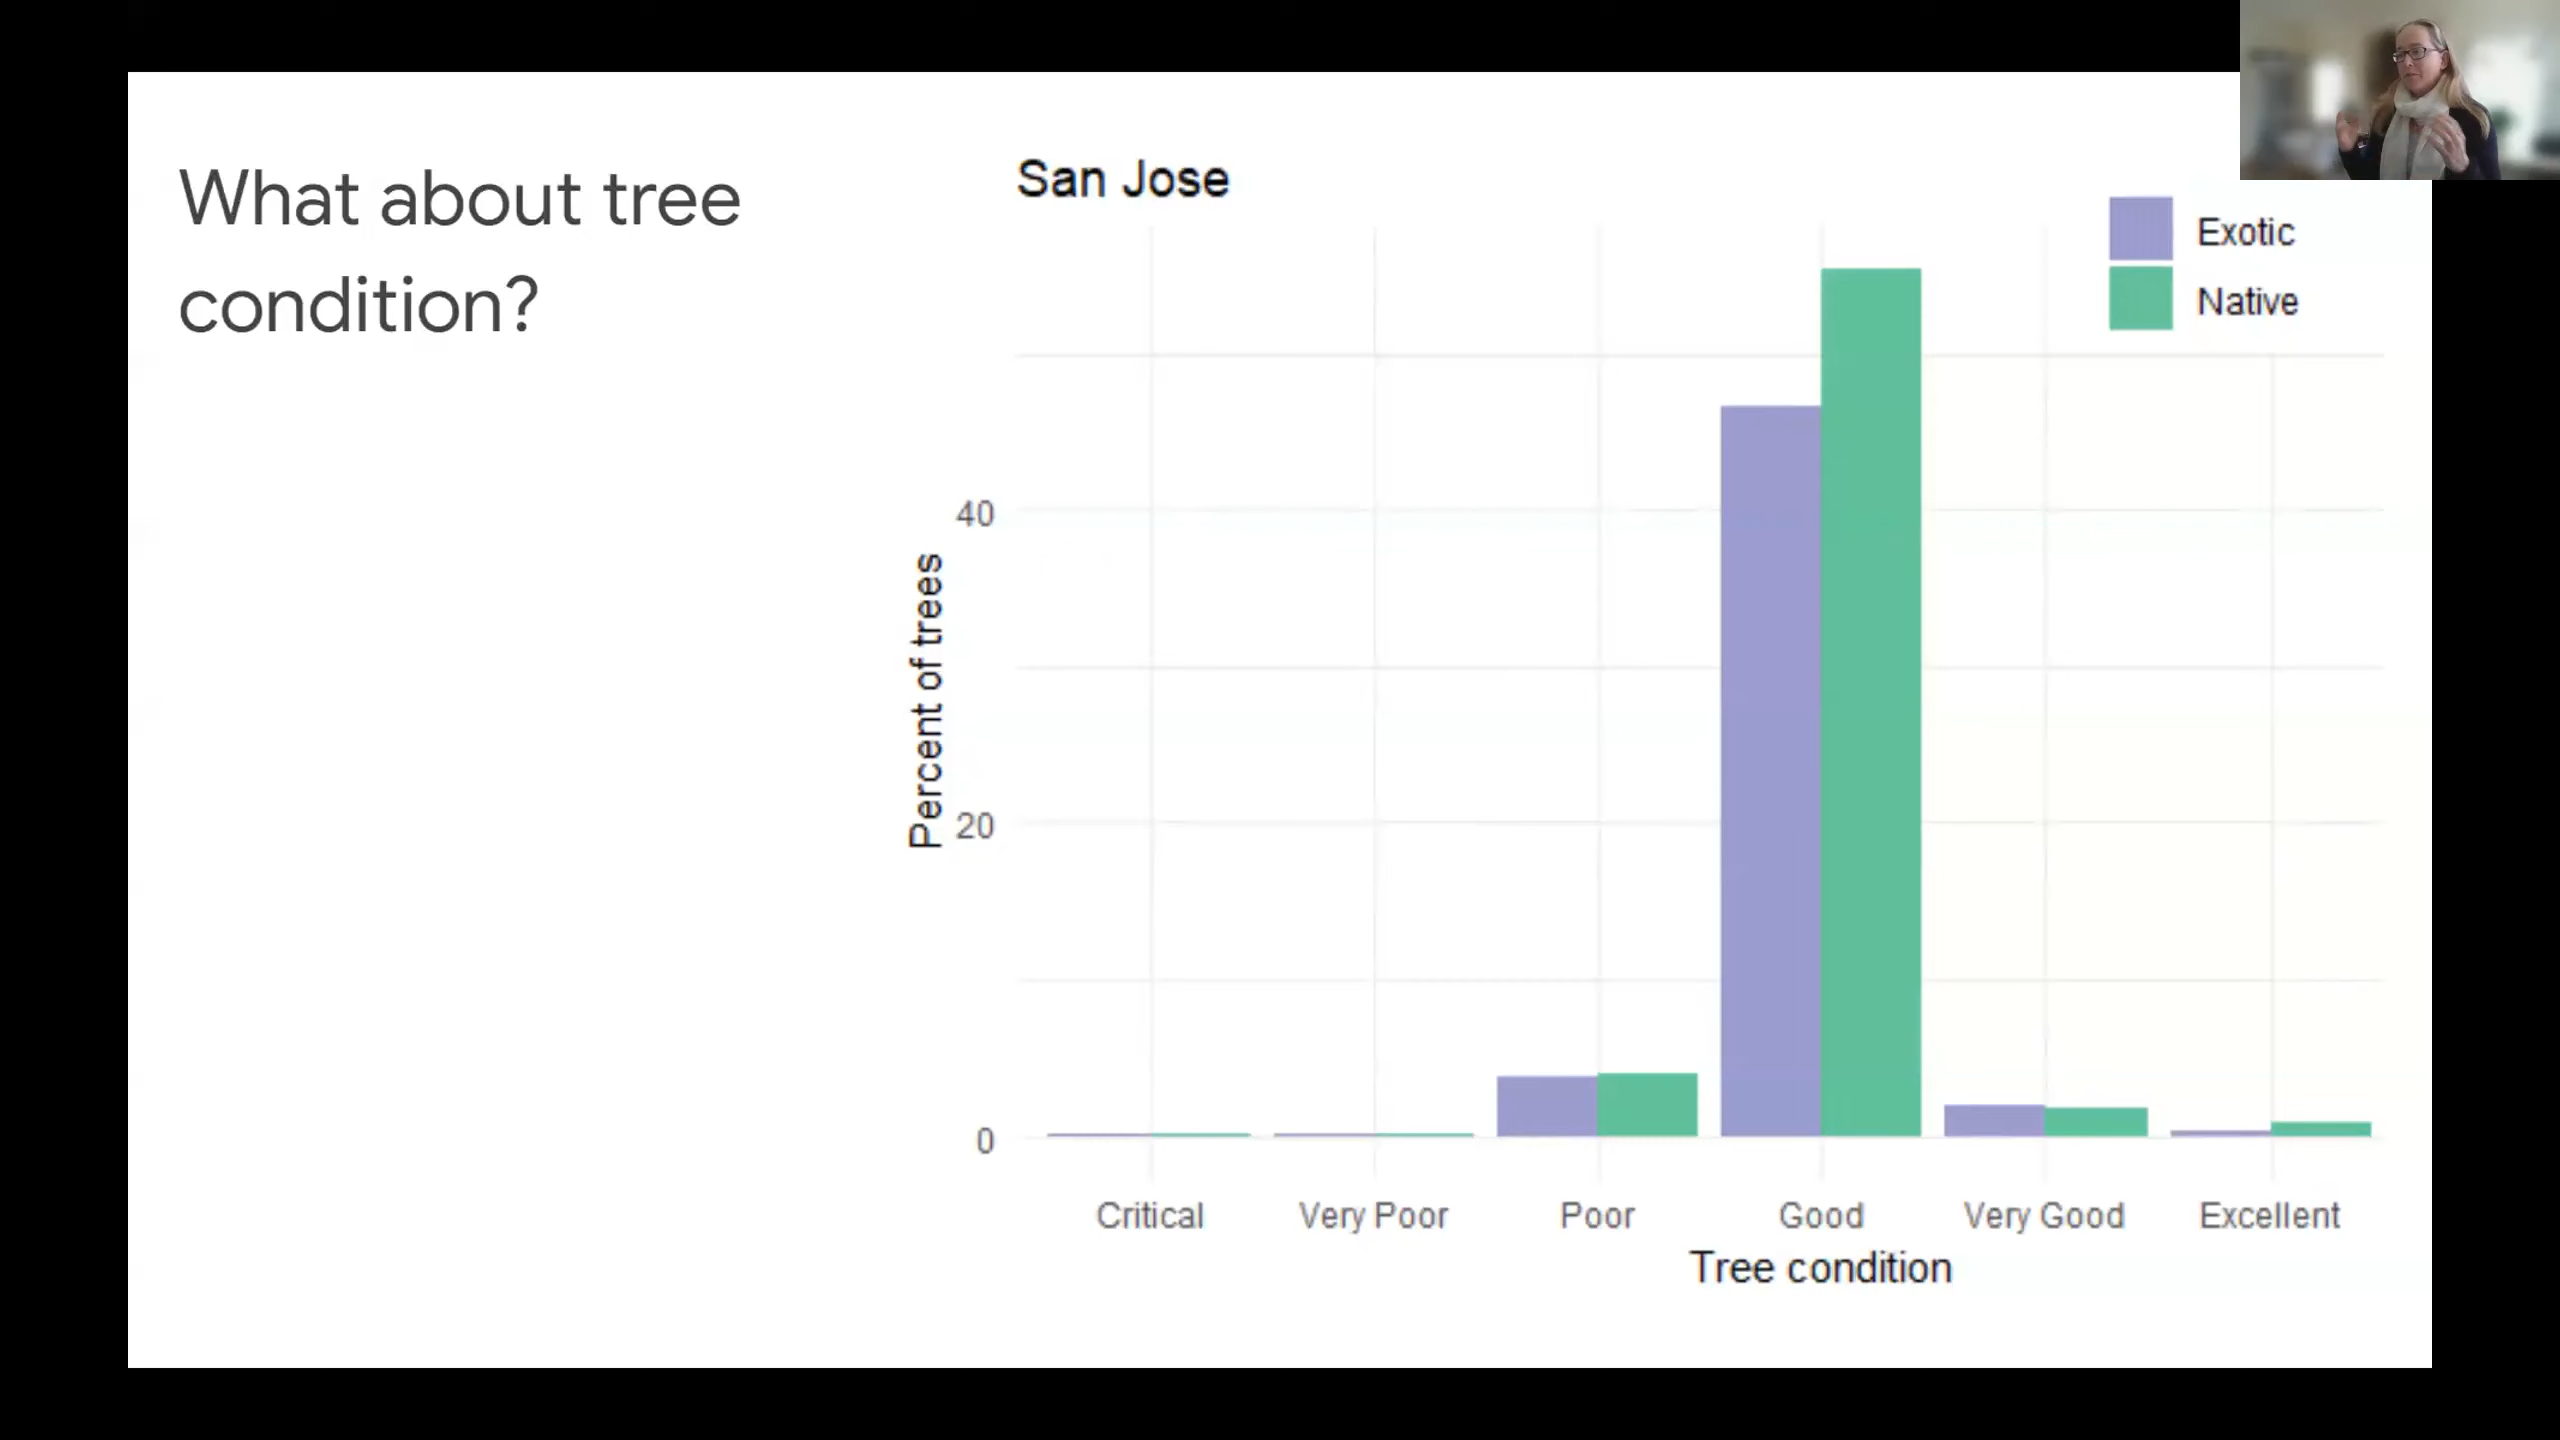 What about tree
condition?
San Jose
Exotic
Native
Percent of trees
40
20
0
Critical
Very Poor
Poor
Good
Very Good
Excellent
Tree condition